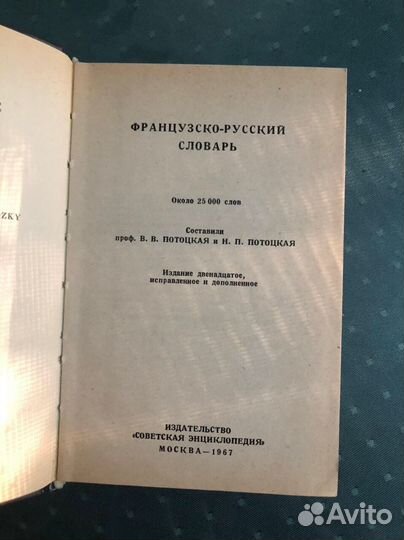 ZKY
ФРАНЦУЗСКО-РУССКИЙ
СЛОВАРЬ
Около 25 000 слов
Составили
проф. В. В. ПОТОЦКАЯ и Н. П. ПОТОЦКАЯ
Издание двенадцатое,
исправленное и дополненное
ИЗДАТЕЛЬСТВО
«СОВЕТСКАЯ ЭНЦИКЛОПЕДИЯ»
МОСКВА—1967
Avito